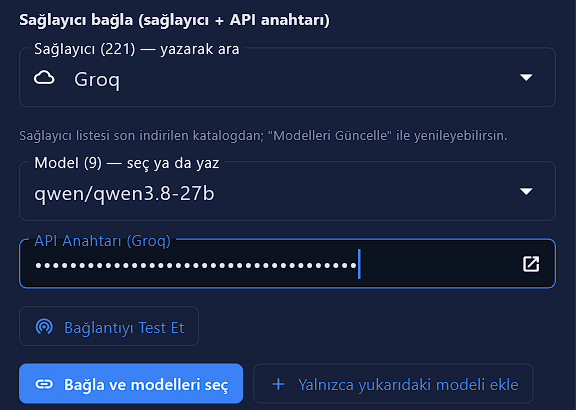 Sağlayıcı bağla (sağlayıcı + API anahtarı)
Sağlayıcı (221) — yazarak ara
Groq
Sağlayıcı listesi son indirilen katalogdan; "Modelleri Güncelle" ile yenileyebilirsin.
Model (9) — seç ya da yaz
qwen/qwen3.8-27b
API Anahtarı (Groq)
•••••••••••••••••••••••••••••••••••••
Bağlantıyı Test Et
Bağla ve modelleri seç
Yalnızca yukarıdaki modeli ekle